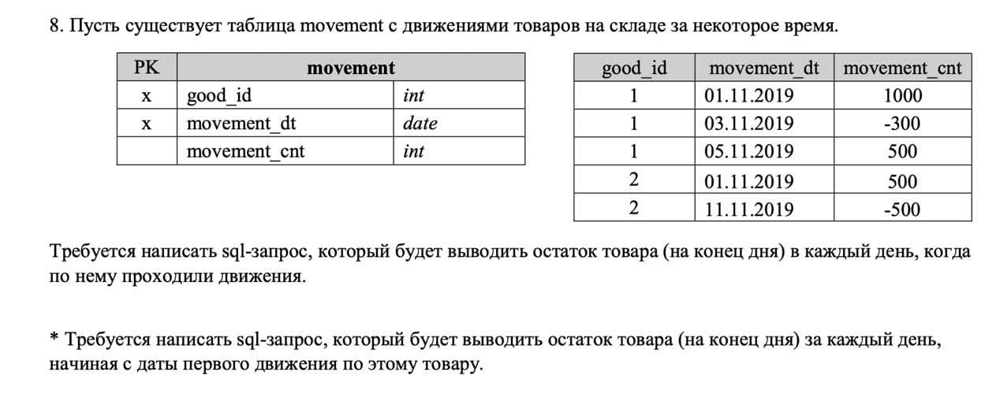 8. Пусть существует таблица movement с движениями товаров на складе за некоторое время.
PK movement
x good_id int
x movement_dt date
movement_cnt int
good_id movement_dt movement_cnt
1 01.11.2019 1000
1 03.11.2019 -300
1 05.11.2019 500
2 01.11.2019 500
2 11.11.2019 -500
Требуется написать sql-запрос, который будет выводить остаток товара (на конец дня) в каждый день, когда
по нему проходили движения.
* Требуется написать sql-запрос, который будет выводить остаток товара (на конец дня) за каждый день,
начиная с даты первого движения по этому товару.